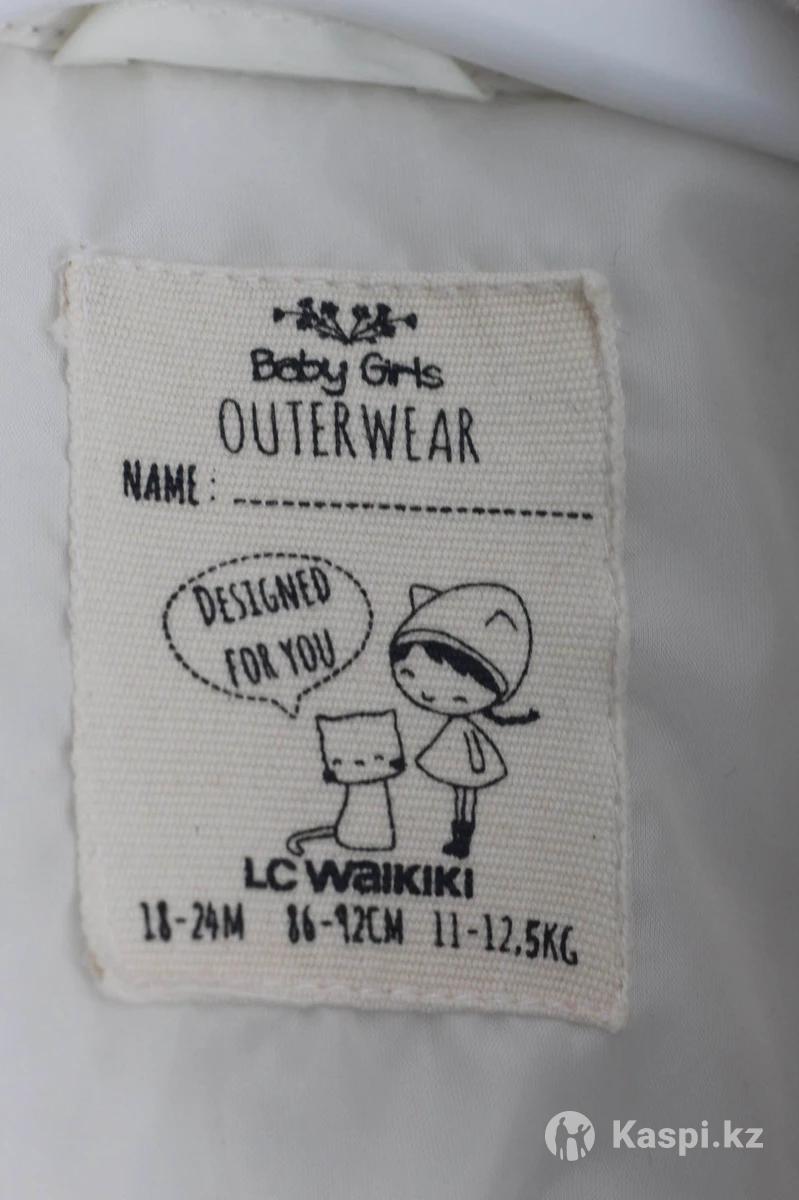 Baby Girls
OUTERWEAR
NAME :
DESIGNED
FOR YOU
LC WAIKIKI
18-24M 86-92CM 11-12,5KG
Kaspi.kz